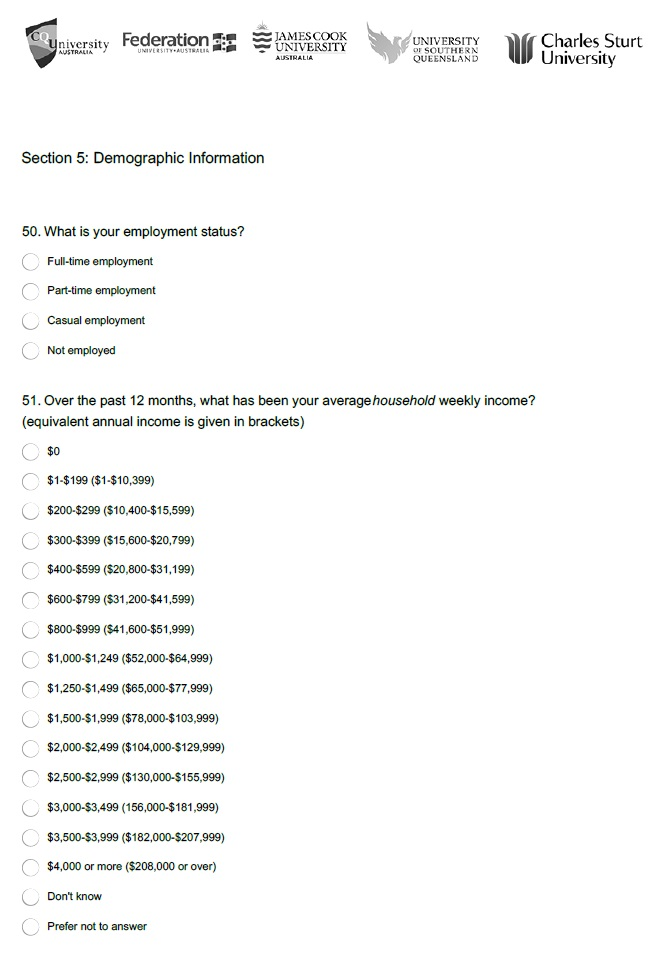 CQUniversity
AUSTRALIA
Federation
UNIVERSITY•AUSTRALIA
JAMES COOK
UNIVERSITY
AUSTRALIA
UNIVERSITY
OF SOUTHERN
QUEENSLAND
Charles Sturt
University
Section 5: Demographic Information
50. What is your employment status?
Full-time employment
Part-time employment
Casual employment
Not employed
51. Over the past 12 months, what has been your average household weekly income?
(equivalent annual income is given in brackets)
$0
$1-$199 ($1-$10,399)
$200-$299 ($10,400-$15,599)
$300-$399 ($15,600-$20,799)
$400-$599 ($20,800-$31,199)
$600-$799 ($31,200-$41,599)
$800-$999 ($41,600-$51,999)
$1,000-$1,249 ($52,000-$64,999)
$1,250-$1,499 ($65,000-$77,999)
$1,500-$1,999 ($78,000-$103,999)
$2,000-$2,499 ($104,000-$129,999)
$2,500-$2,999 ($130,000-$155,999)
$3,000-$3,499 (156,000-$181,999)
$3,500-$3,999 ($182,000-$207,999)
$4,000 or more ($208,000 or over)
Don't know
Prefer not to answer